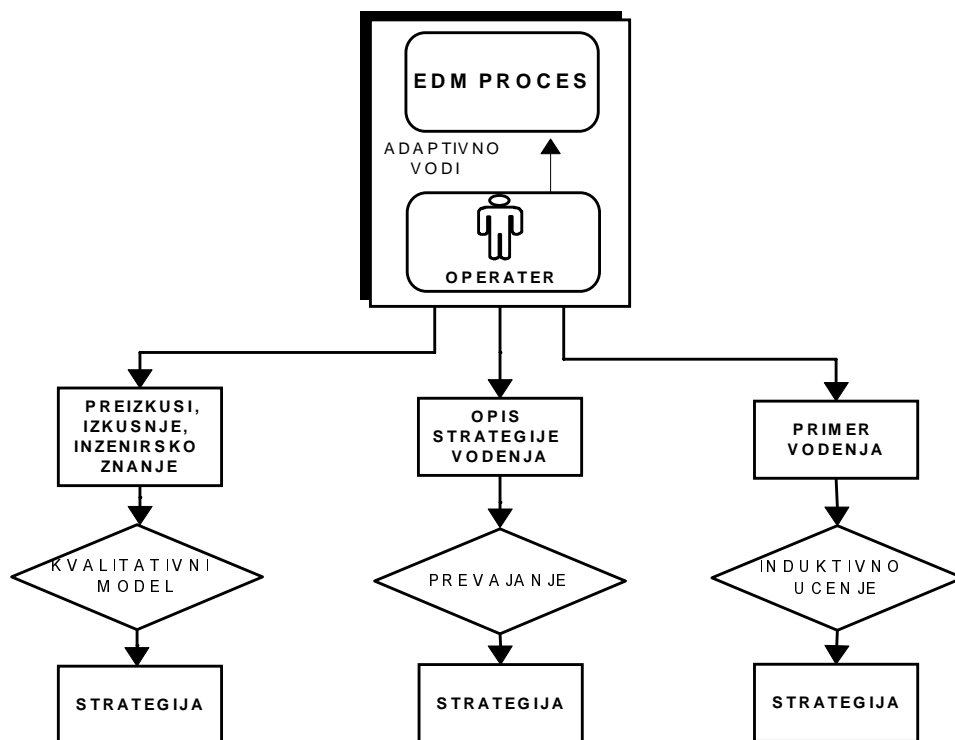 EDM PROCES
ADAPTIVNO
VODI
OPERATER
PREIZKUSI,
IZKUSNJE,
INZENIRSKO
ZNANJE
OPIS
STRATEGIJE
VODENJA
PRIMER
VODENJA
KVALITATIVNI
MODEL
PREVAJANJE
INDUKTIVNO
UCENJE
STRATEGIJA
STRATEGIJA
STRATEGIJA